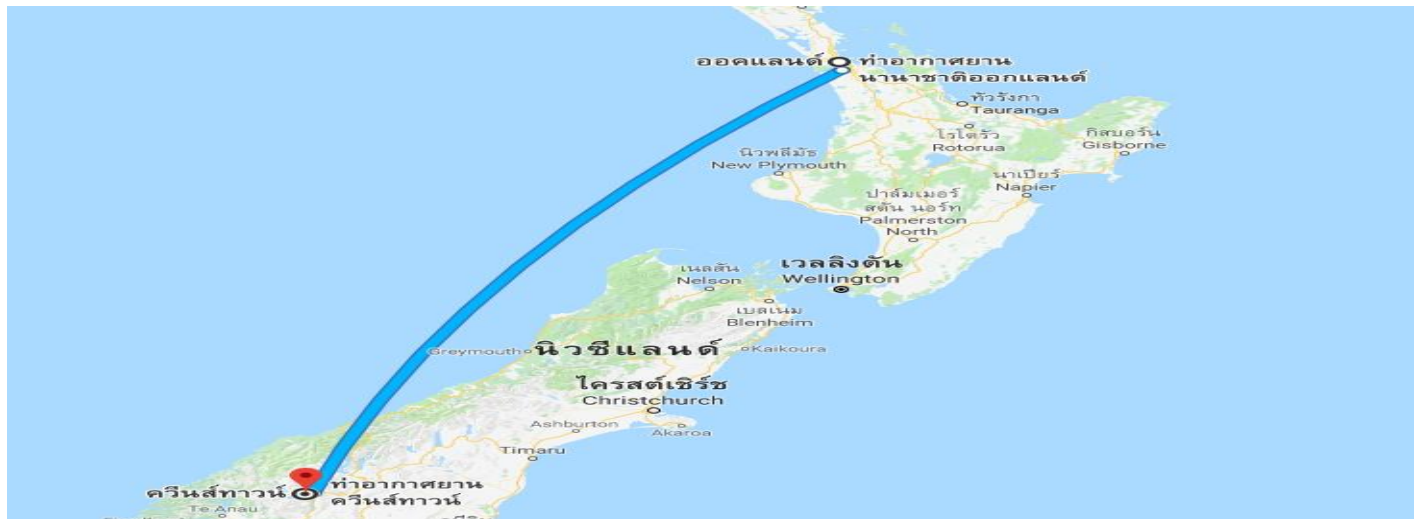 ออคแลนด์
ท่าอากาศยาน
นานาชาติออกแลนด์
ทัวรังกา
Tauranga
โรโตรัว
Rotorua
กิสบอร์น
Gisborne
นิวพลีมัธ
New Plymouth
นาเปียร์
Napier
ปาล์มเมอร์
สตัน นอร์ท
Palmerston
North
เวลลิงตัน
Wellington
เนลสัน
Nelson
เบลเนม
Blenheim
Greymouth
นิวซีแลนด์
Kaikoura
ไครสต์เชิร์ช
Christchurch
Ashburton
Akaroa
Timaru
ควีนส์ทาวน์
ท่าอากาศยาน
ควีนส์ทาวน์
Te Anau